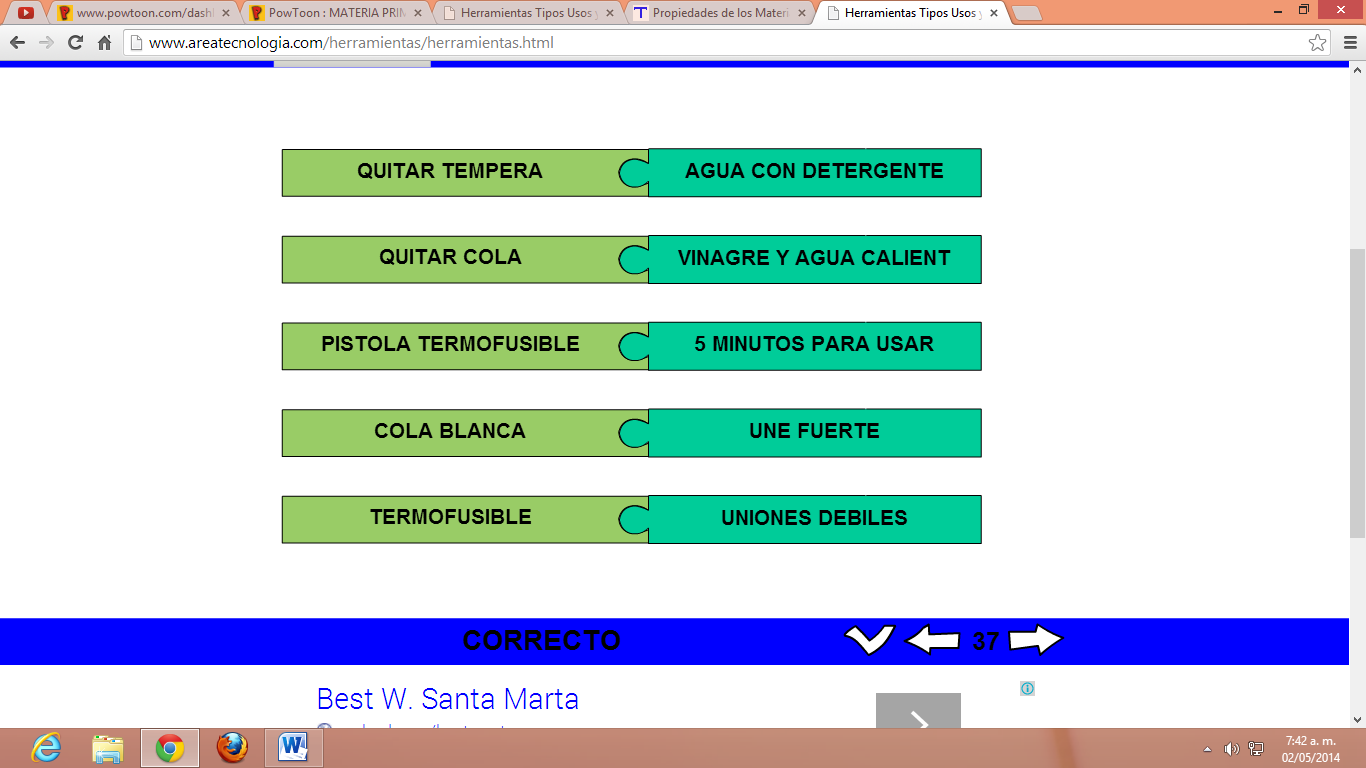 www.powtoon.com/dashl
PowToon : MATERIA PRIM
Herramientas Tipos Usos y
Propiedades de los Materi
Herramientas Tipos Usos y
www.areatecnologia.com/herramientas/herramientas.html
QUITAR TEMPERA
AGUA CON DETERGENTE
QUITAR COLA
VINAGRE Y AGUA CALIENT
PISTOLA TERMOFUSIBLE
5 MINUTOS PARA USAR
COLA BLANCA
UNE FUERTE
TERMOFUSIBLE
UNIONES DEBILES
CORRECTO
37
Best W. Santa Marta
7:42 a. m.
02/05/2014